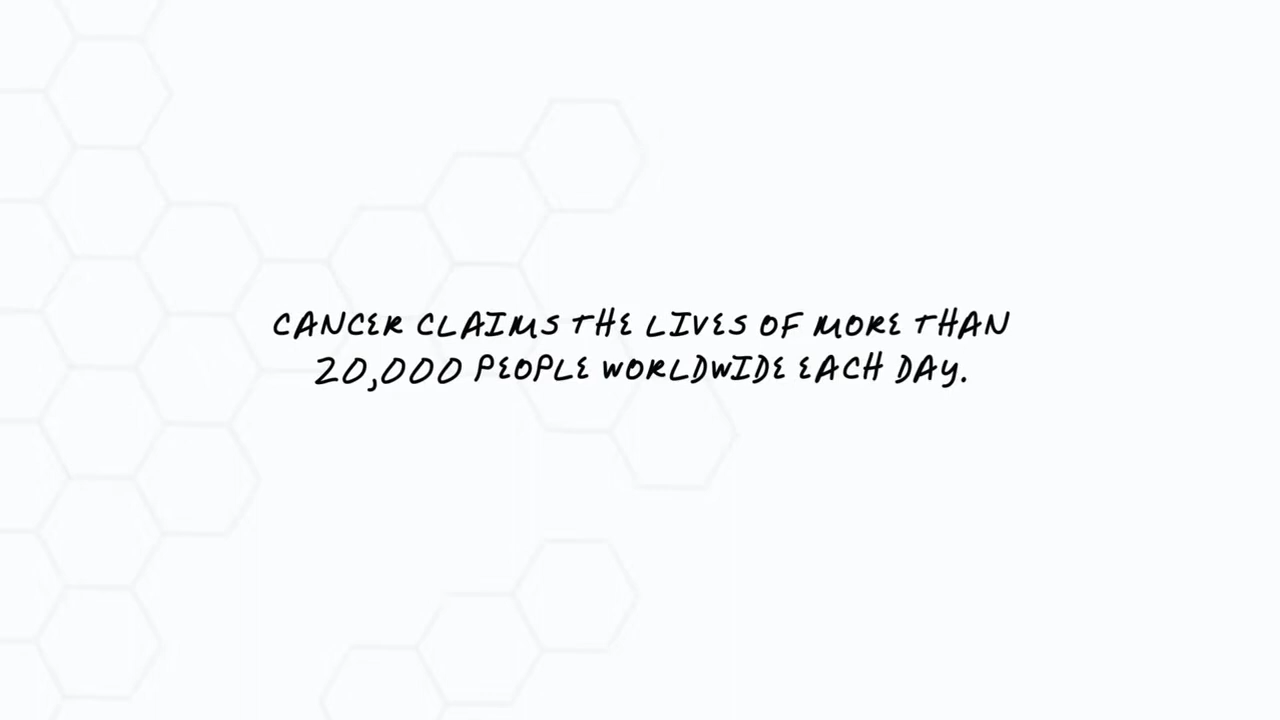 CANCER CLAIMS THE LIVES OF MORE THAN
20,000 PEOPLE WORLDWIDE EACH DAY.